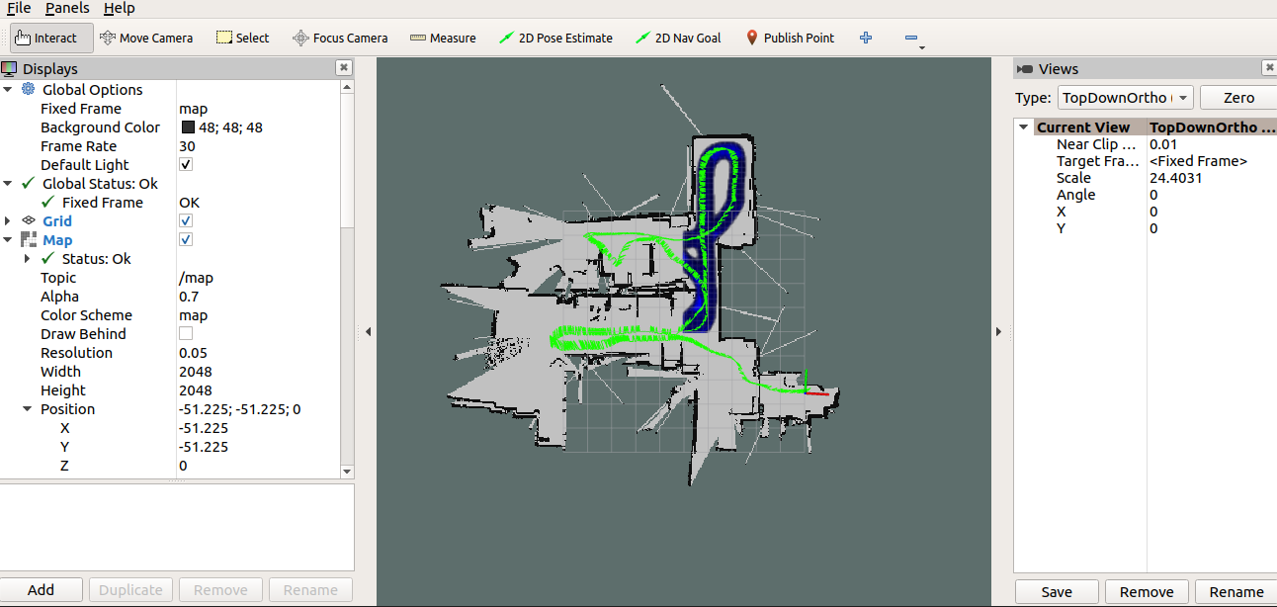 File Panels Help
Interact Move Camera Select Focus Camera Measure 2D Pose Estimate 2D Nav Goal Publish Point
Displays
Global Options
Fixed Frame map
Background Color 48; 48; 48
Frame Rate 30
Default Light
Global Status: Ok
Fixed Frame OK
Grid
Map
Status: Ok
Topic /map
Alpha 0.7
Color Scheme map
Draw Behind
Resolution 0.05
Width 2048
Height 2048
Position -51.225; -51.225; 0
X -51.225
Y -51.225
Z 0
Add Duplicate Remove Rename
Views
Type: TopDownOrtho ( Zero
Current View TopDownOrtho ...
Near Clip ... 0.01
Target Fra... <Fixed Frame>
Scale 24.4031
Angle 0
X 0
Y 0
Save Remove Rename